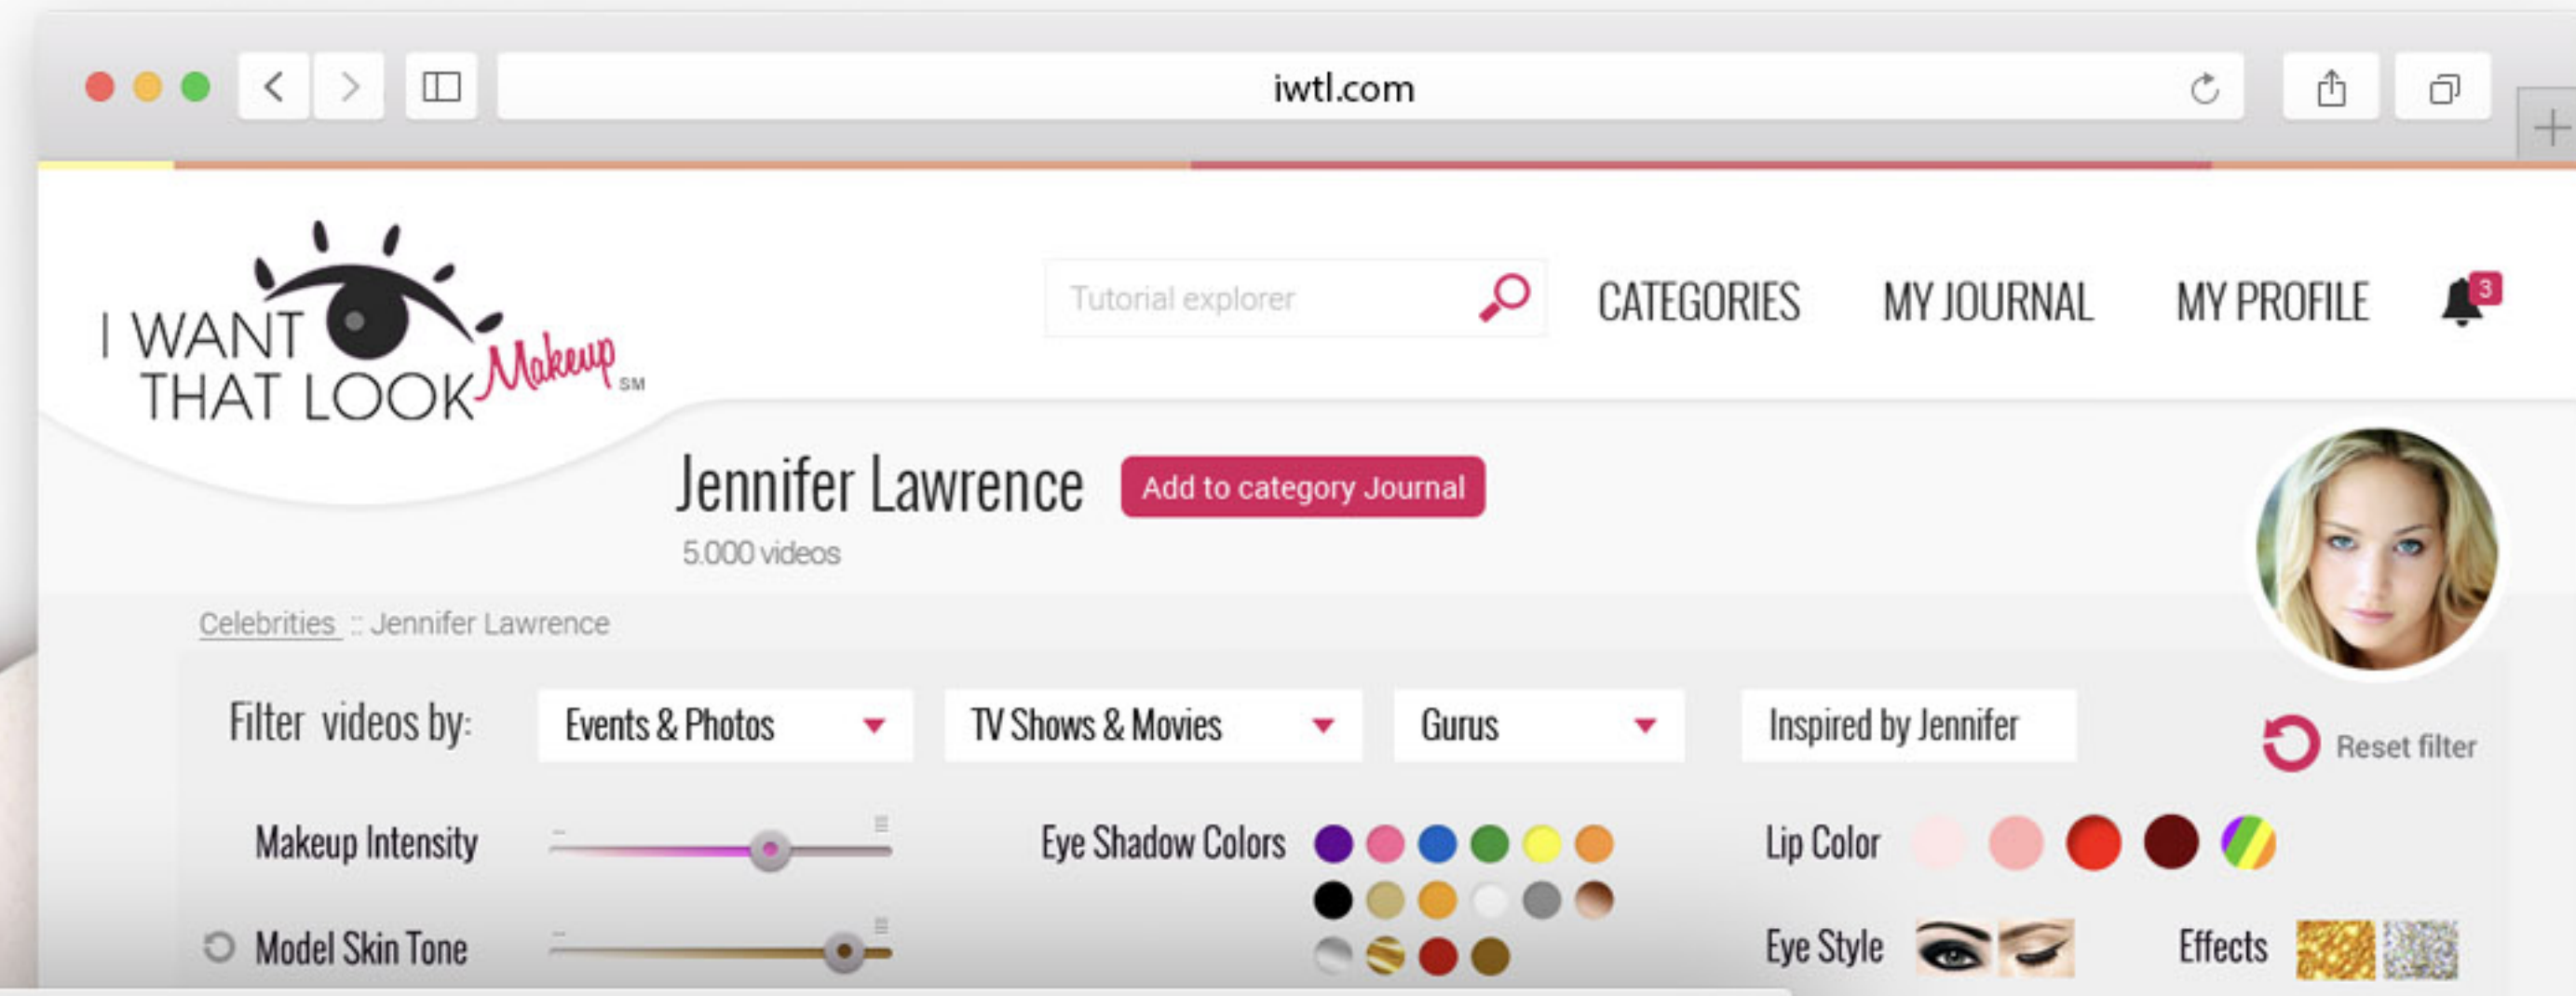 iwtl.com
I WANT
THAT LOOK Makeup SM
Tutorial explorer
CATEGORIES
MY JOURNAL
MY PROFILE
3
Jennifer Lawrence
Add to category Journal
5.000 videos
Celebrities :: Jennifer Lawrence
Filter videos by:
Events & Photos
TV Shows & Movies
Gurus
Inspired by Jennifer
Reset filter
Makeup Intensity
Eye Shadow Colors
Lip Color
Model Skin Tone
Eye Style
Effects